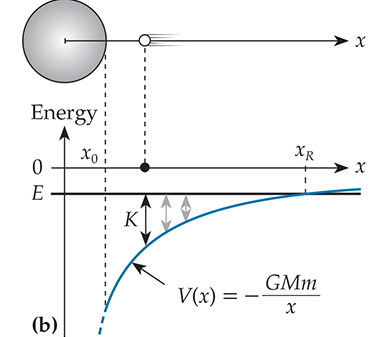 x
Energy
x₀
x_R
0
x
E
K
V(x) = −GMm/x
(b)